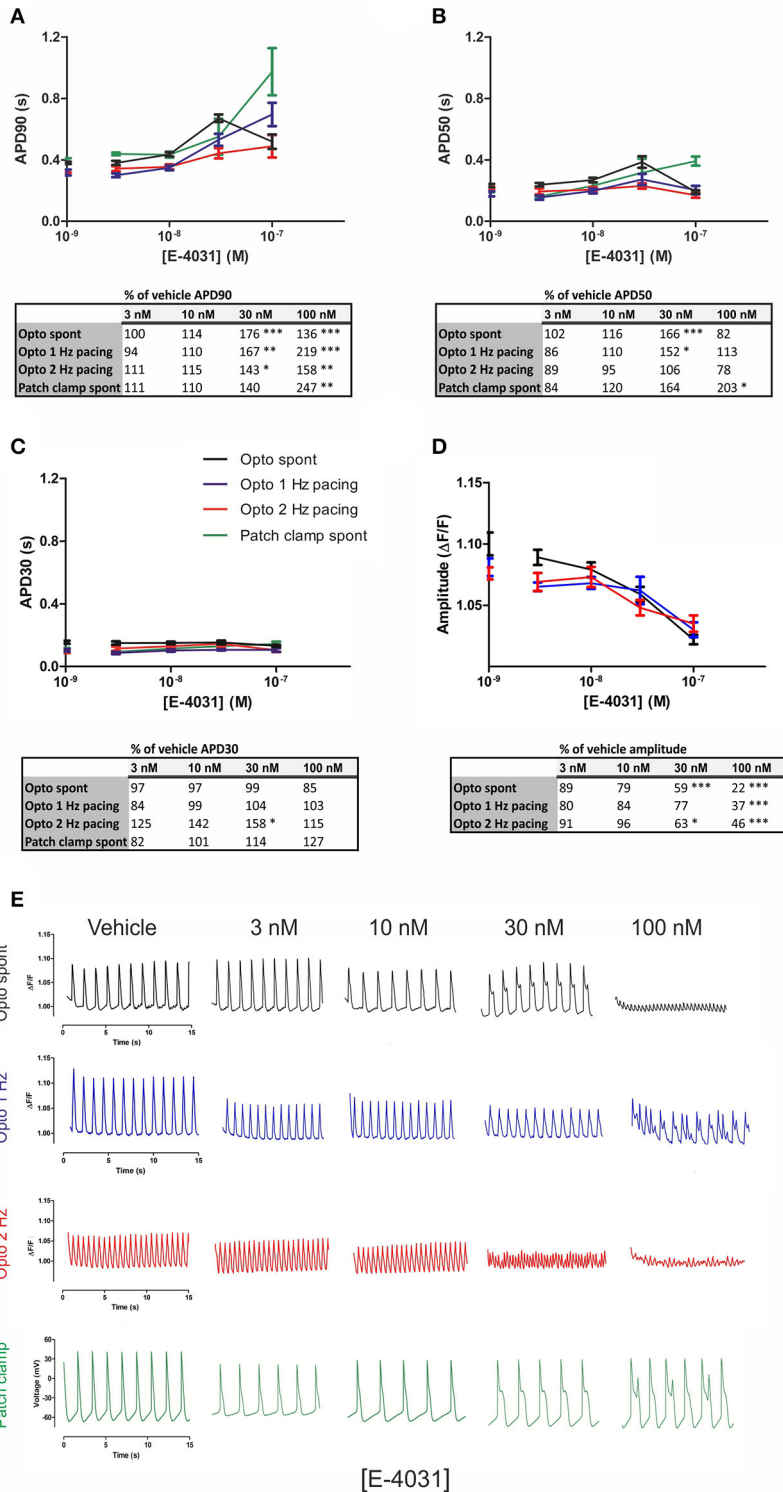 A
1.2
0.8
0.4
0.0
APD90 (s)
10-9
10-8
10-7
[E-4031] (M)
% of vehicle APD90
3 nM 10 nM 30 nM 100 nM
Opto spont 100 114 176 *** 136 ***
Opto 1 Hz pacing 94 110 167 ** 219 ***
Opto 2 Hz pacing 111 115 143 * 158 **
Patch clamp spont 111 110 140 247 **
B
1.2
0.8
0.4
0.0
APD50 (s)
10-9
10-8
10-7
[E-4031] (M)
% of vehicle APD50
3 nM 10 nM 30 nM 100 nM
Opto spont 102 116 166 *** 82
Opto 1 Hz pacing 86 110 152 * 113
Opto 2 Hz pacing 89 95 106 78
Patch clamp spont 84 120 164 203 *
C
1.2
0.8
0.4
0.0
APD30 (s)
Opto spont
Opto 1 Hz pacing
Opto 2 Hz pacing
Patch clamp spont
10-9
10-8
10-7
[E-4031] (M)
% of vehicle APD30
3 nM 10 nM 30 nM 100 nM
Opto spont 97 97 99 85
Opto 1 Hz pacing 84 99 104 103
Opto 2 Hz pacing 125 142 158 * 115
Patch clamp spont 82 101 114 127
D
1.15
1.10
1.05
Amplitude (ΔF/F)
10-9
10-8
10-7
[E-4031] (M)
% of vehicle amplitude
3 nM 10 nM 30 nM 100 nM
Opto spont 89 79 59 *** 22 ***
Opto 1 Hz pacing 80 84 77 37 ***
Opto 2 Hz pacing 91 96 63 * 46 ***
E
Vehicle 3 nM 10 nM 30 nM 100 nM
Opto spont
ΔF/F
1.15
1.10
1.05
1.00
0 5 10 15
Time (s)
Opto 1 Hz
ΔF/F
1.15
1.10
1.05
1.00
0 5 10 15
Time (s)
Opto 2 Hz
ΔF/F
1.15
1.10
1.05
1.00
0 5 10 15
Time (s)
Patch clamp
Voltage (mV)
60
30
0
-30
-60
0 5 10 15
Time (s)
[E-4031]